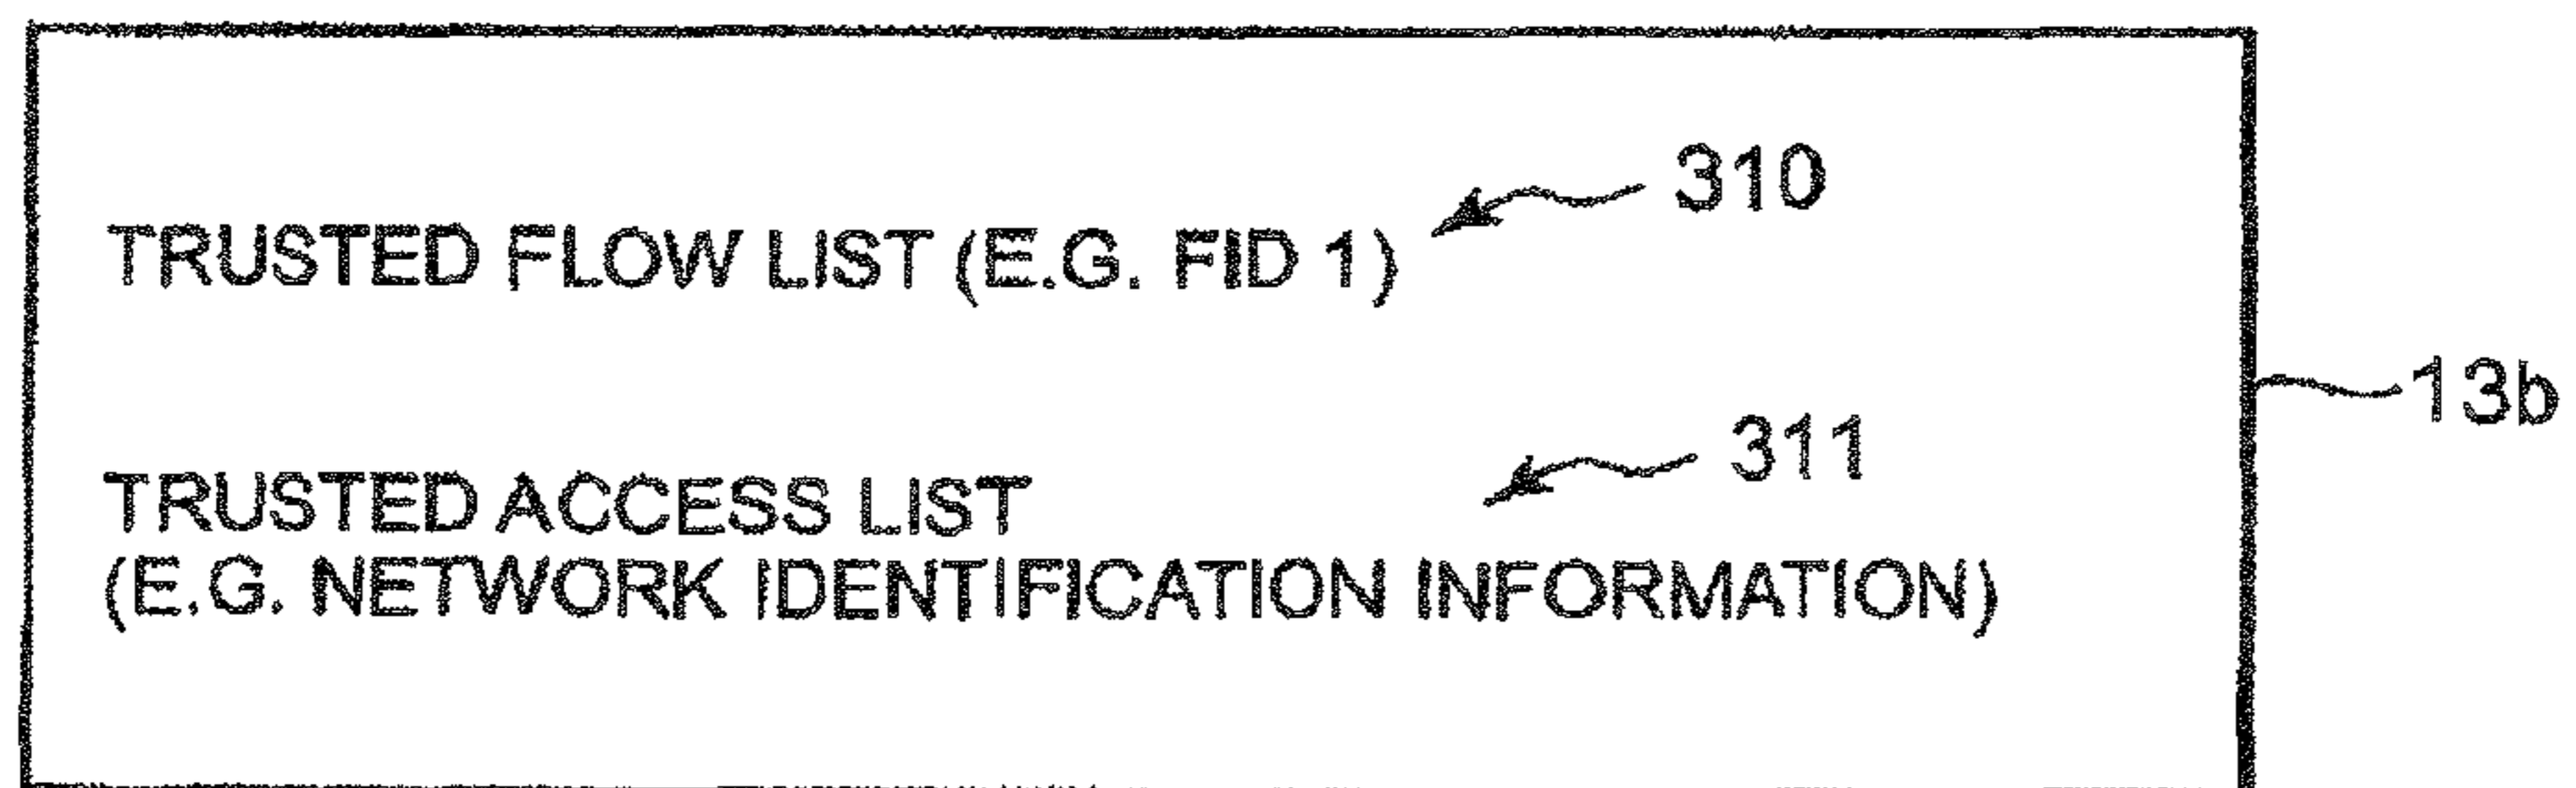 310
TRUSTED FLOW LIST (E.G. FID 1)
13b
311
TRUSTED ACCESS LIST
(E.G. NETWORK IDENTIFICATION INFORMATION)